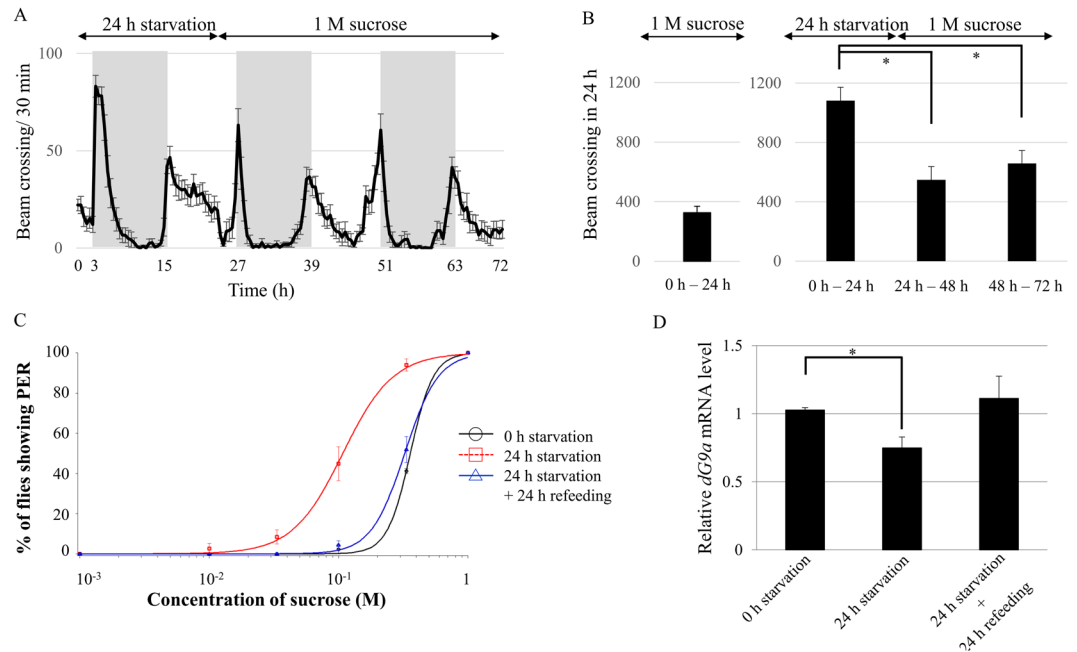 A
24 h starvation
1 M sucrose
Beam crossing/ 30 min
100
50
0
0 3 15 27 39 51 63 72
Time (h)
B
1 M sucrose
24 h starvation
1 M sucrose
Beam crossing in 24 h
1200
800
400
0
0 h – 24 h
1200
800
400
0
* *
0 h – 24 h
24 h – 48 h
48 h – 72 h
C
% of flies showing PER
100
80
60
40
20
0
10-3
10-2
10-1
1
Concentration of sucrose (M)
0 h starvation
24 h starvation
24 h starvation
+ 24 h refeeding
D
Relative dG9a mRNA level
1.5
1
0.5
0
*
0 h starvation
24 h starvation
24 h starvation
+
24 h refeeding